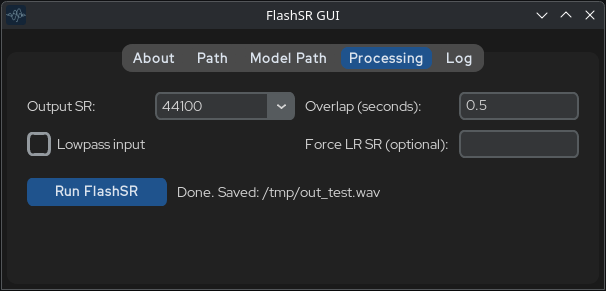 FlashSR GUI
About Path Model Path Processing Log
Output SR: 44100 Overlap (seconds): 0.5
Lowpass input Force LR SR (optional):
Run FlashSR Done. Saved: /tmp/out_test.wav